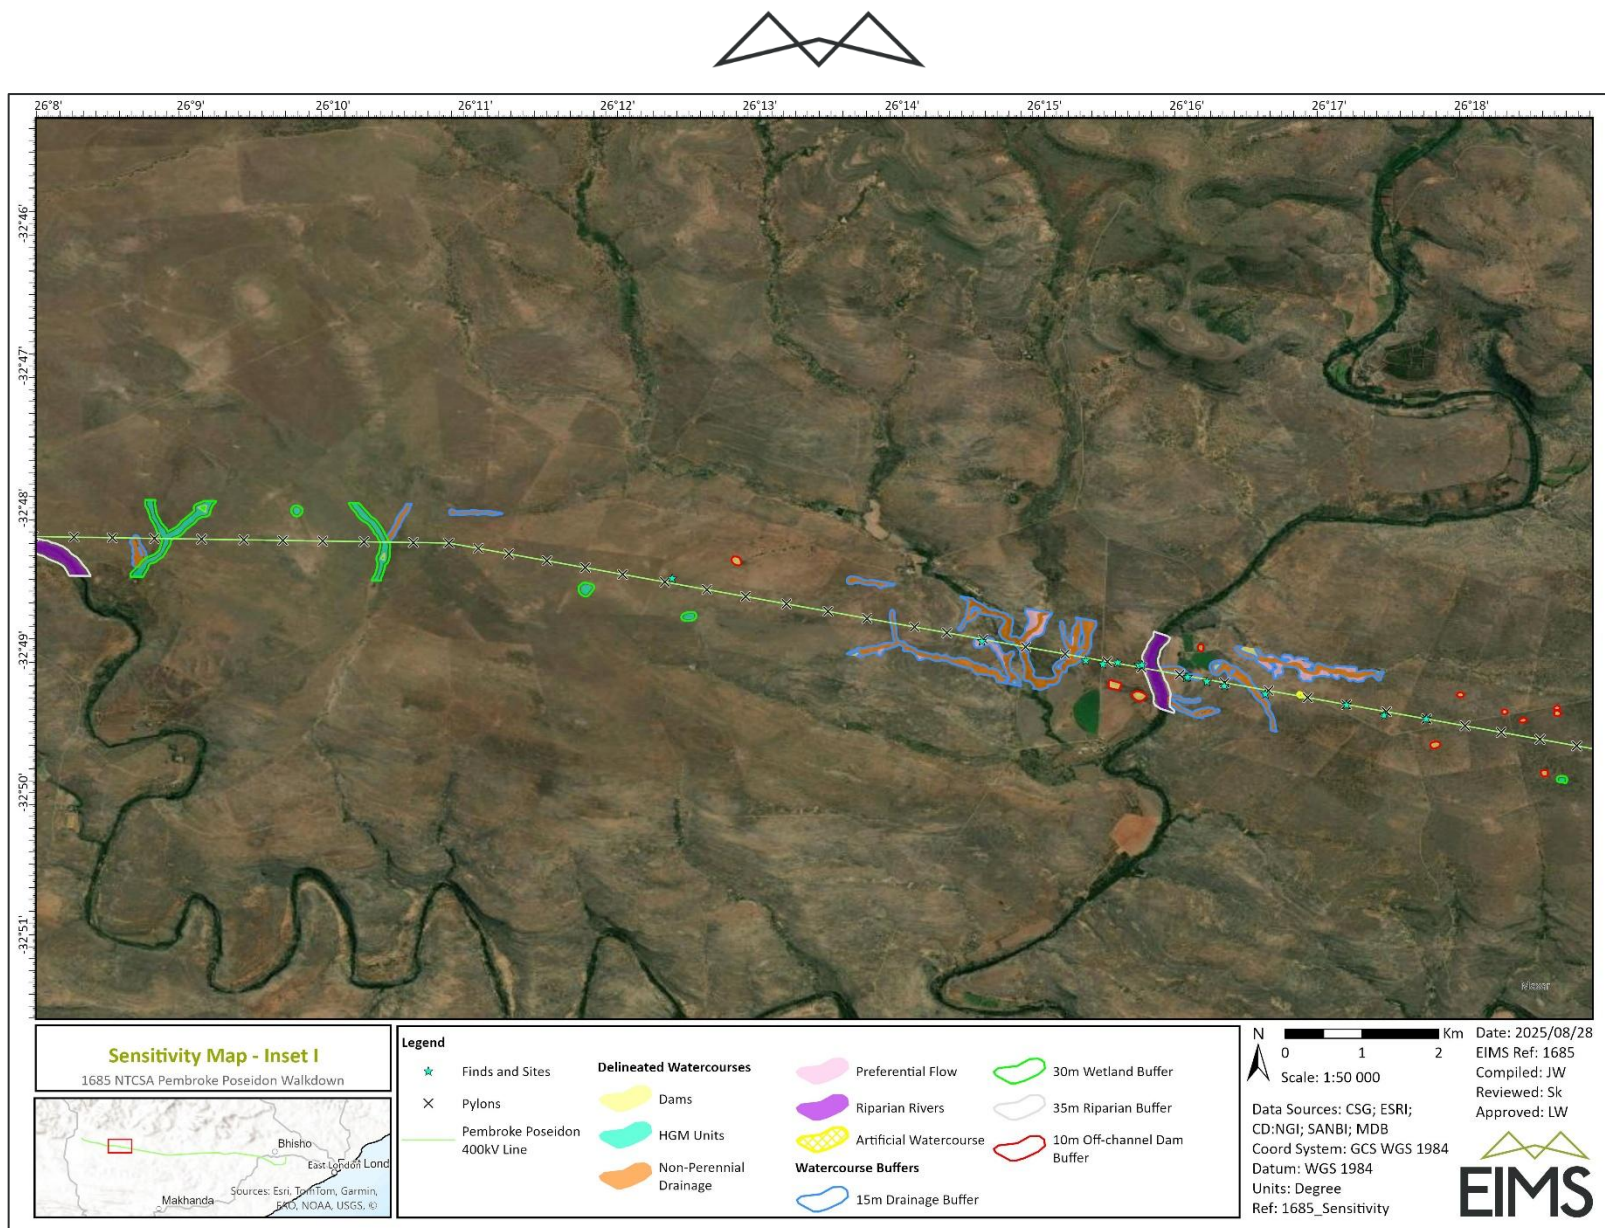 26°8' 26°9' 26°10' 26°11' 26°12' 26°13' 26°14' 26°15' 26°16' 26°17' 26°18'
-32°46'
-32°47'
-32°48'
-32°49'
-32°50'
-32°51'
Maxar
Sensitivity Map - Inset I
1685 NTCSA Pembroke Poseidon Walkdown
Bhisho
East London
Makhanda
Sources: Esri, TomTom, Garmin,
FAO, NOAA, USGS, ©
Legend
Finds and Sites
Pylons
Pembroke Poseidon
400kV Line
Delineated Watercourses
Dams
HGM Units
Non-Perennial
Drainage
Preferential Flow
Riparian Rivers
Artificial Watercourse
Watercourse Buffers
15m Drainage Buffer
30m Wetland Buffer
35m Riparian Buffer
10m Off-channel Dam
Buffer
N
Km
0 1 2
Scale: 1:50 000
Data Sources: CSG; ESRI;
CD:NGI; SANBI; MDB
Coord System: GCS WGS 1984
Datum: WGS 1984
Units: Degree
Ref: 1685_Sensitivity
Date: 2025/08/28
EIMS Ref: 1685
Compiled: JW
Reviewed: Sk
Approved: LW
EIMS